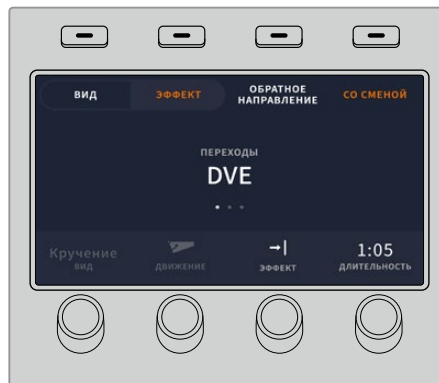 ВИД
ЭФФЕКТ
ОБРАТНОЕ
НАПРАВЛЕНИЕ
СО СМЕНОЙ
ПЕРЕХОДЫ
DVE
Кручение
ВИД
ДВИЖЕНИЕ
ЭФФЕКТ
1:05
ДЛИТЕЛЬНОСТЬ